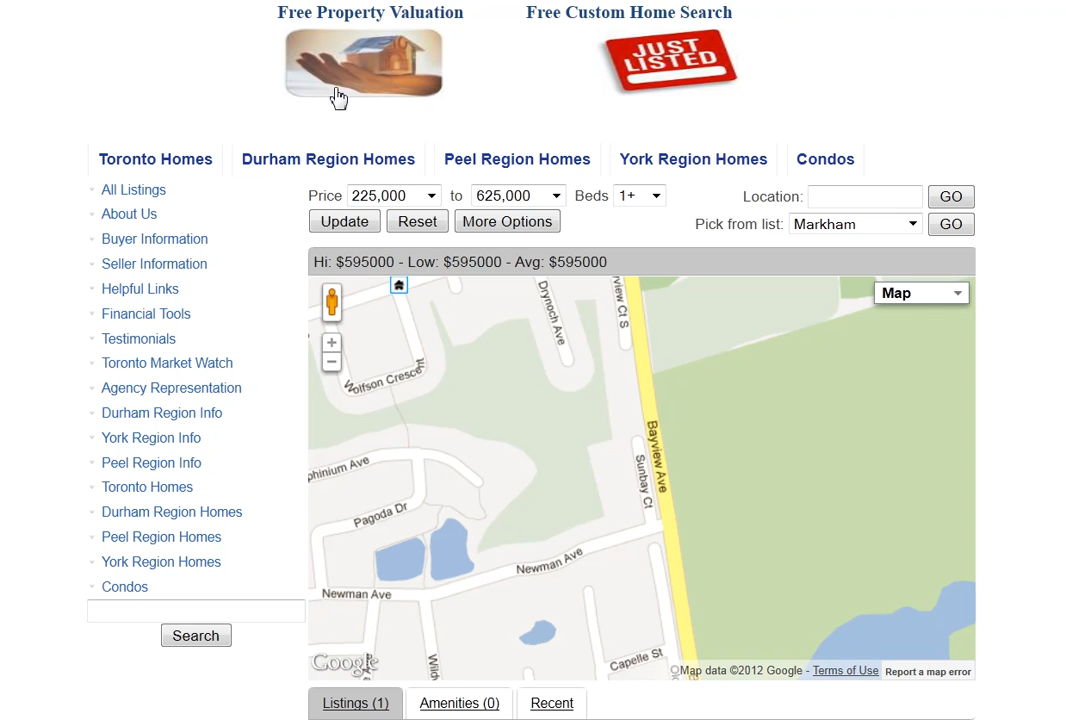 Free Property Valuation
Free Custom Home Search
JUST
LISTED
Toronto Homes
Durham Region Homes
Peel Region Homes
York Region Homes
Condos
All Listings
About Us
Buyer Information
Seller Information
Helpful Links
Financial Tools
Testimonials
Toronto Market Watch
Agency Representation
Durham Region Info
York Region Info
Peel Region Info
Toronto Homes
Durham Region Homes
Peel Region Homes
York Region Homes
Condos
Search
Price 225,000 to 625,000 Beds 1+
Location: GO
Update Reset More Options
Pick from list: Markham GO
Hi: $595000 - Low: $595000 - Avg: $595000
Map
+
−
Drynoch Ave
view Ct S
Wolfson Crescent
Bayview Ave
Sunbay Ct
phinium Ave
Pagoda Dr
Newman Ave
Newman Ave
Capelle St
Google
Map data ©2012 Google - Terms of Use
Report a map error
Listings (1)
Amenities (0)
Recent